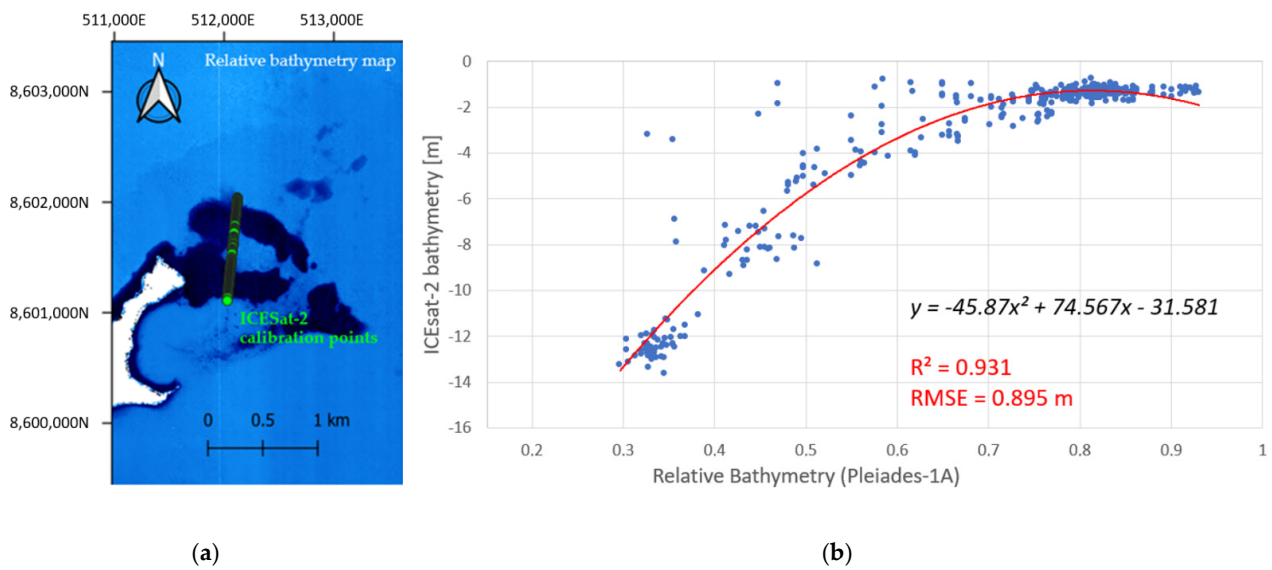 511,000E 512,000E 513,000E
N
Relative bathymetry map
8,603,000N
8,602,000N
8,601,000N
8,600,000N
ICESat-2
calibration points
0 0.5 1 km
ICEsat-2 bathymetry [m]
0
-2
-4
-6
-8
-10
-12
-14
-16
y = -45.87x² + 74.567x - 31.581
R² = 0.931
RMSE = 0.895 m
0.2 0.3 0.4 0.5 0.6 0.7 0.8 0.9 1
Relative Bathymetry (Pleiades-1A)
(a) (b)